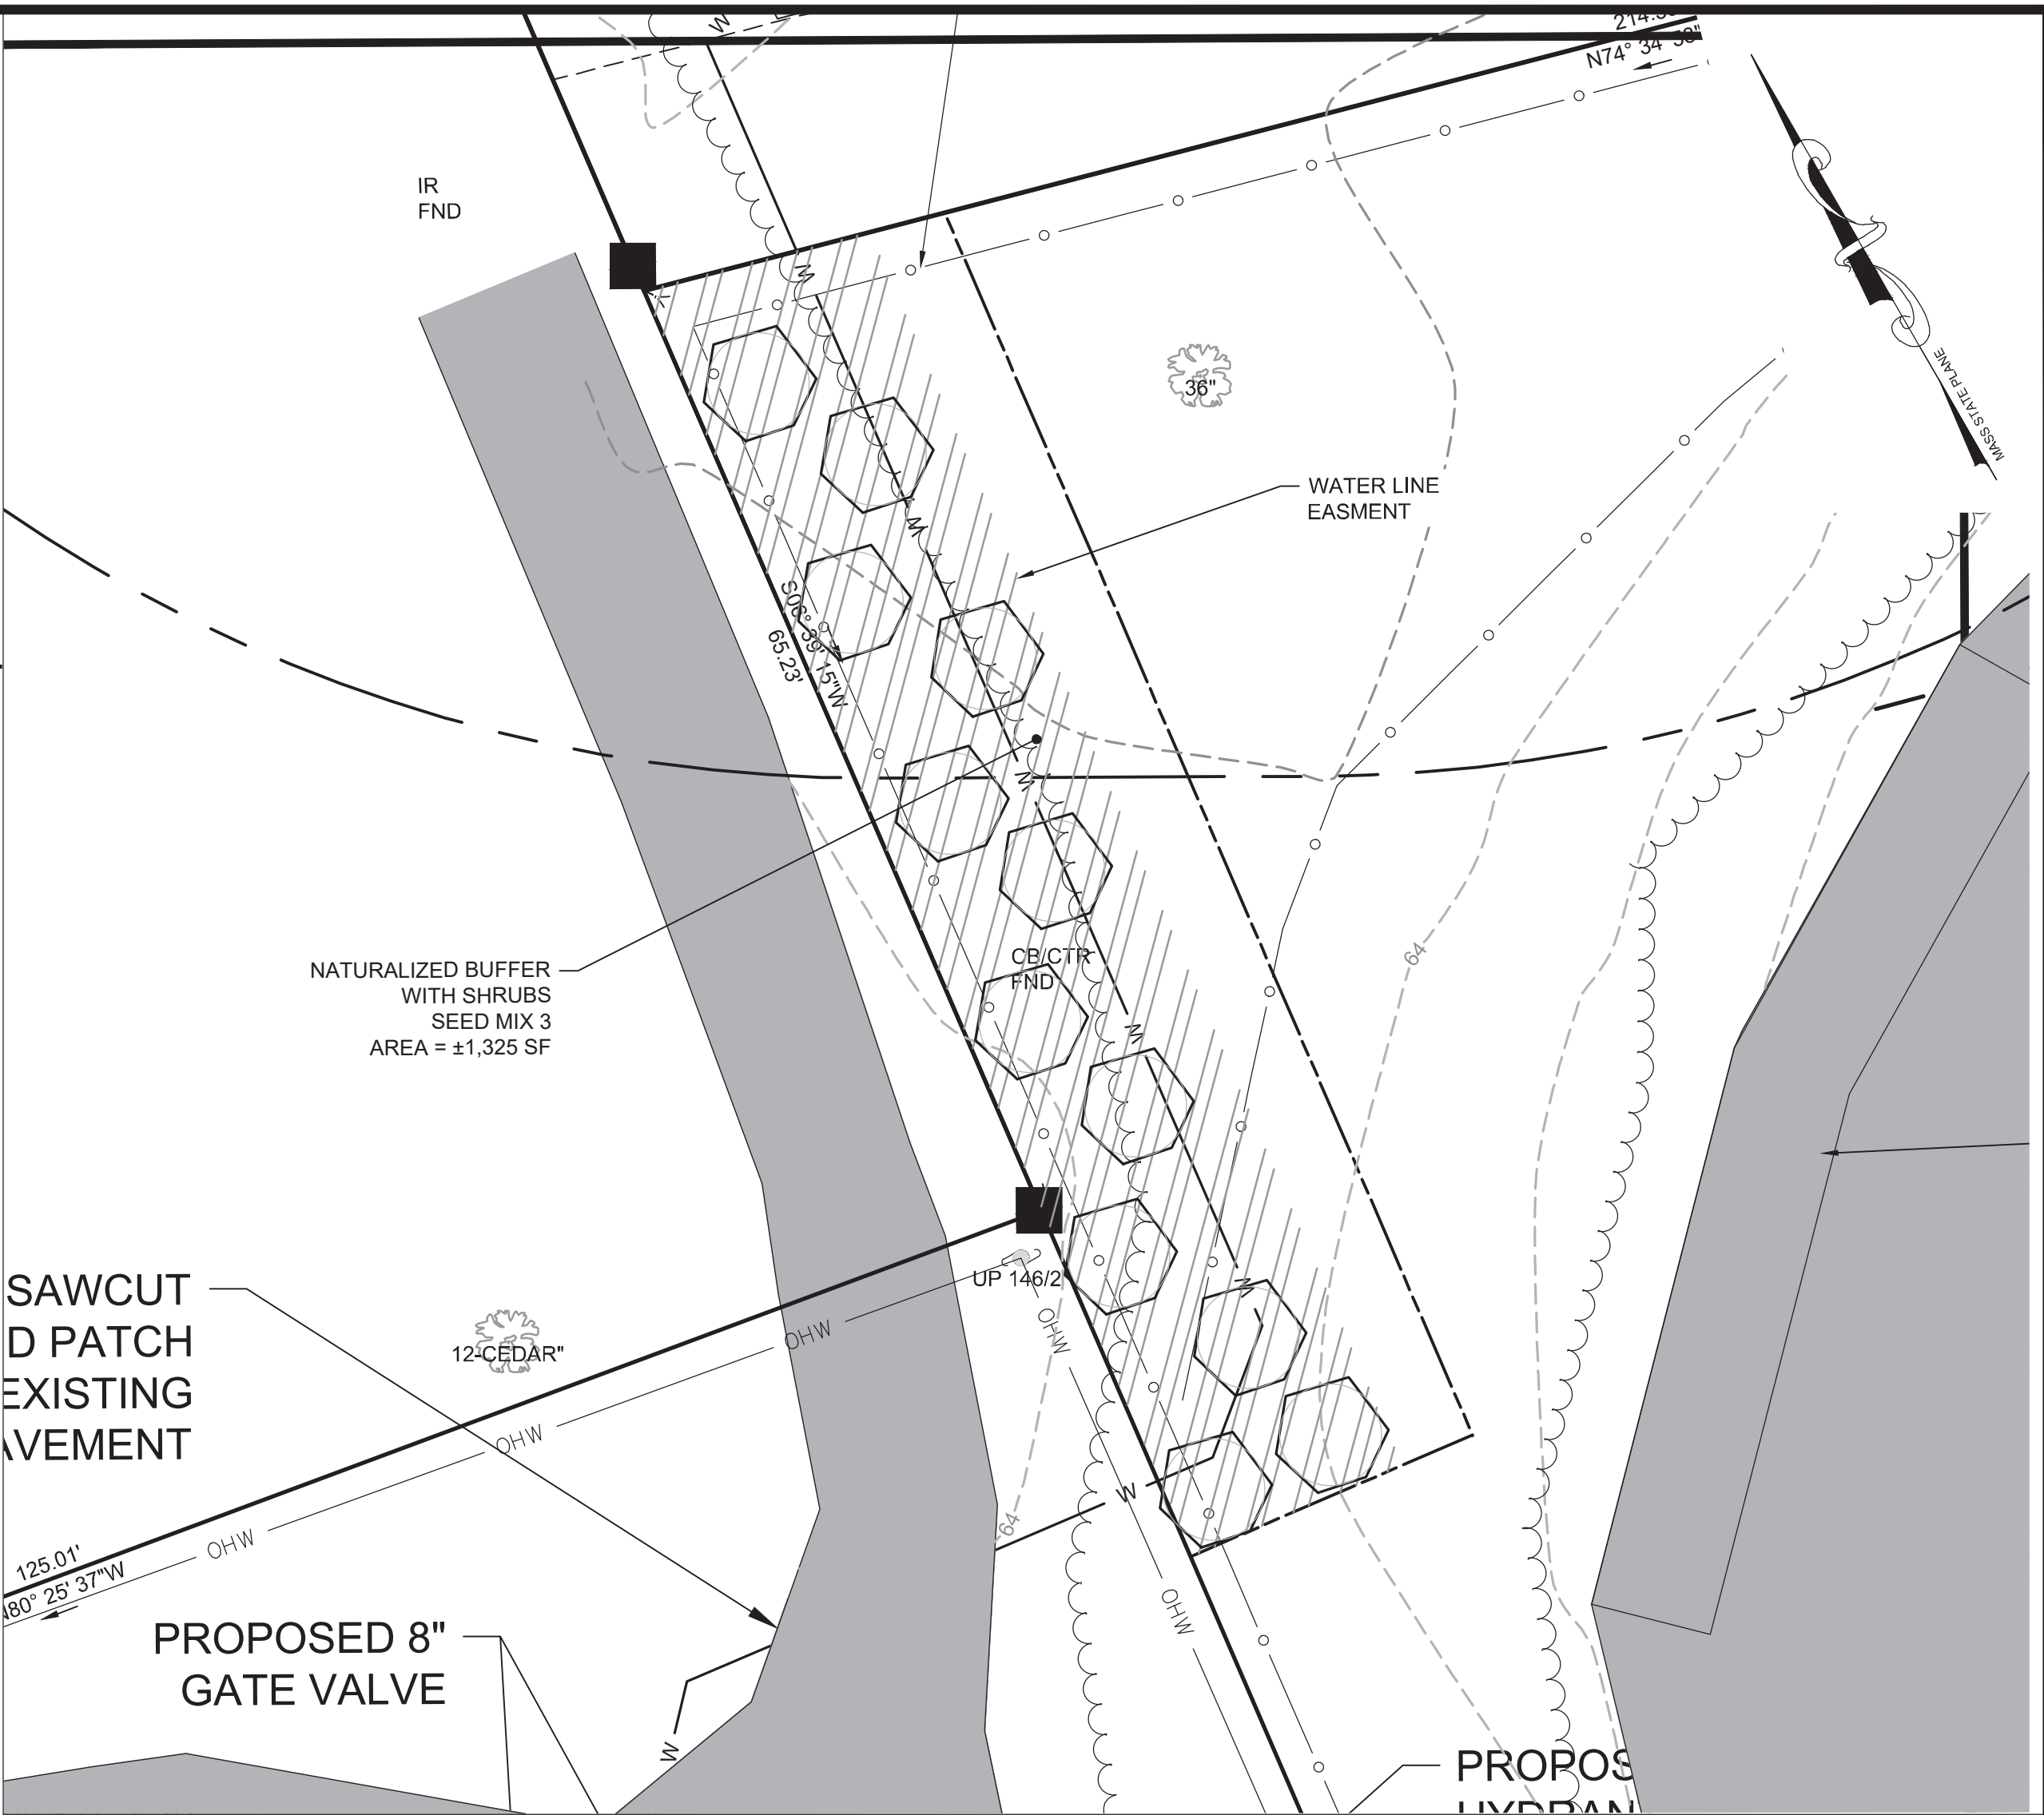 N74° 34'
IR
FND
MASS STATE PLANE
36"
WATER LINE
EASMENT
S06° 39' 15"W
65.23'
NATURALIZED BUFFER
WITH SHRUBS
SEED MIX 3
AREA = ±1,325 SF
CB/CTR
FND
64
SAWCUT
D PATCH
EXISTING
AVEMENT
12-CEDAR"
UP 146/2
OHW
OHW
OHW
OHW
OHW
W
W
W
W
W
W
W
W
64
125.01'
N80° 25' 37"W
PROPOSED 8"
GATE VALVE
PROPOS
HYDRAN